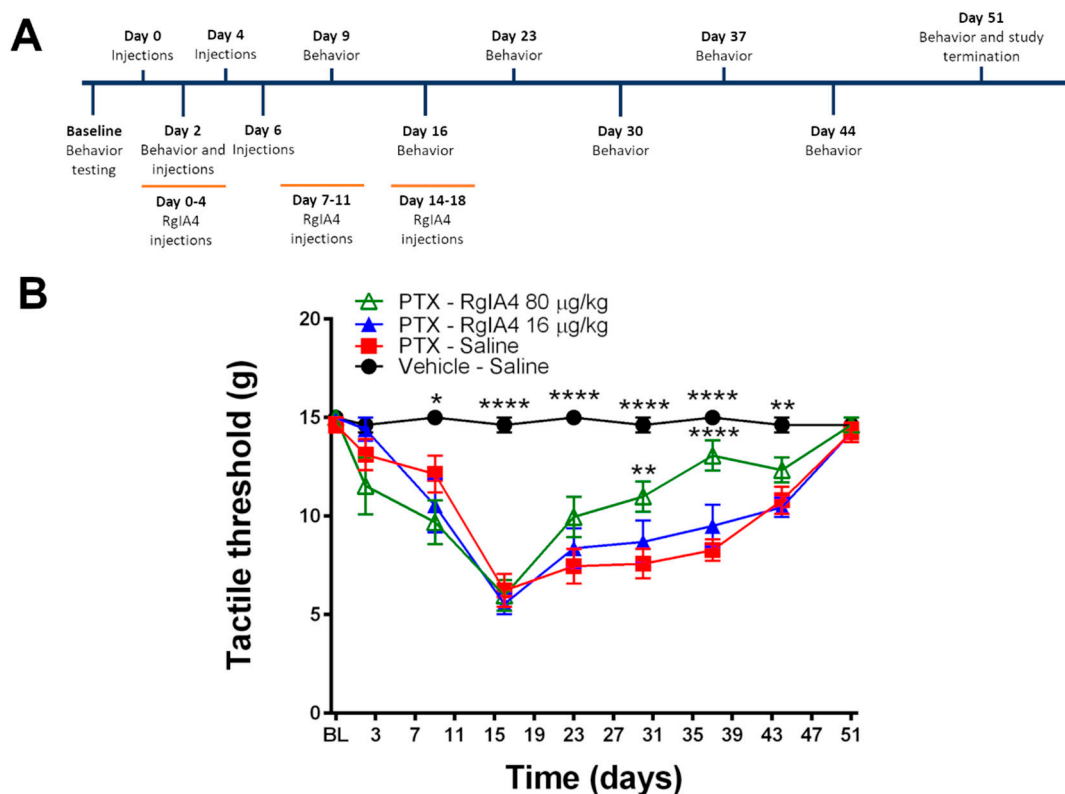 A
Day 0
Injections
Day 4
Injections
Day 9
Behavior
Day 23
Behavior
Day 37
Behavior
Day 51
Behavior and study
termination
Baseline
Behavior
testing
Day 2
Behavior and
injections
Day 6
Injections
Day 16
Behavior
Day 30
Behavior
Day 44
Behavior
Day 0-4
RgIA4
injections
Day 7-11
RgIA4
injections
Day 14-18
RgIA4
injections
B
PTX - RgIA4 80 μg/kg
PTX - RgIA4 16 μg/kg
PTX - Saline
Vehicle - Saline
Tactile threshold (g)
20
15
10
5
0
* **** **** **** **** **
****
**
BL 3 7 11 15 19 23 27 31 35 39 43 47 51
Time (days)